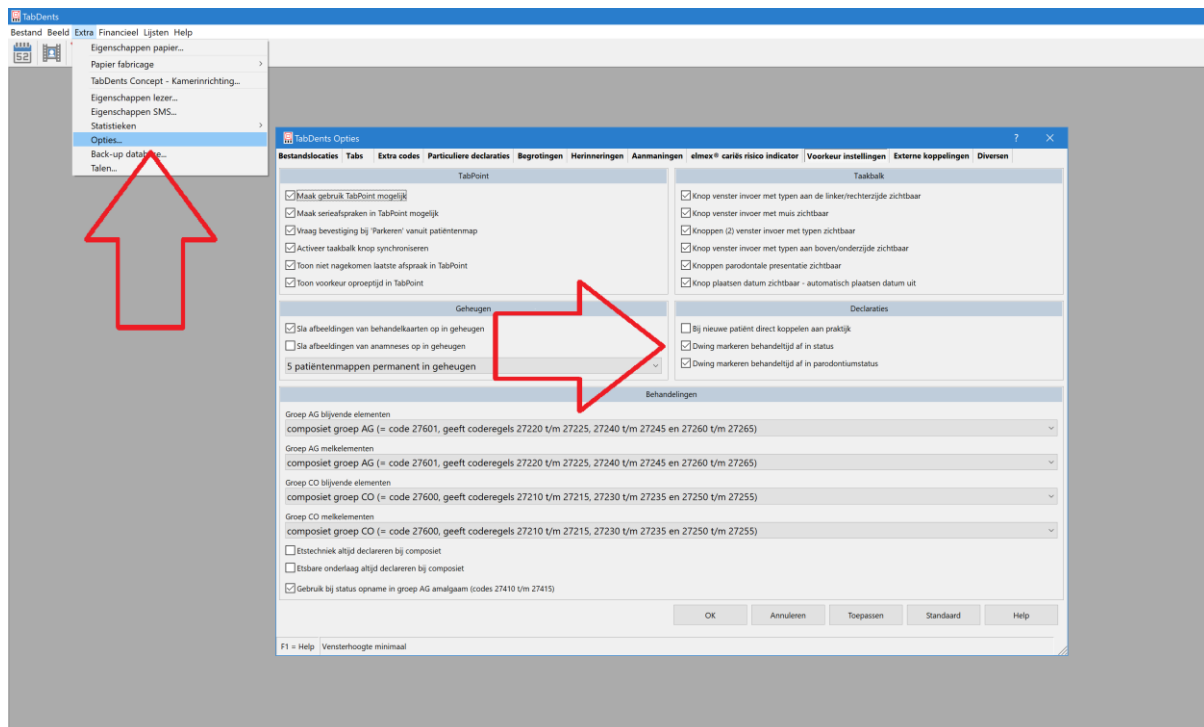 TabDents
Bestand Beeld Extra Financieel Lijsten Help
52
Eigenschappen papier...
Papier fabricage
TabDents Concept - Kamerinrichting...
Eigenschappen lezer...
Eigenschappen SMS...
Statistieken
Opties...
Back-up database...
Talen...
TabDents Opties
Bestandslocaties Tabs Extra codes Particuliere declaraties Begrotingen Herinneringen Aanmaningen elmex® cariës risico indicator Voorkeur instellingen Externe koppelingen Diversen
TabPoint
Maak gebruik TabPoint mogelijk
Maak serieafspraken in TabPoint mogelijk
Vraag bevestiging bij 'Parkeren' vanuit patiëntenmap
Activeer taakbalk knop synchroniseren
Toon niet nagekomen laatste afspraak in TabPoint
Toon voorkeur oproeptijd in TabPoint
Taakbalk
Knop venster invoer met typen aan de linker/rechterzijde zichtbaar
Knop venster invoer met muis zichtbaar
Knoppen (2) venster invoer met typen zichtbaar
Knop venster invoer met typen aan boven/onderzijde zichtbaar
Knoppen parodontale presentatie zichtbaar
Knop plaatsen datum zichtbaar - automatisch plaatsen datum uit
Geheugen
Sla afbeeldingen van behandelkaarten op in geheugen
Sla afbeeldingen van anamneses op in geheugen
5 patiëntenmappen permanent in geheugen
Declaraties
Bij nieuwe patiënt direct koppelen aan praktijk
Dwing markeren behandeltijd af in status
Dwing markeren behandeltijd af in parodontiumstatus
Behandelingen
Groep AG blijvende elementen
composiet groep AG (= code 27601, geeft coderegels 27220 t/m 27225, 27240 t/m 27245 en 27260 t/m 27265)
Groep AG melkelementen
composiet groep AG (= code 27601, geeft coderegels 27220 t/m 27225, 27240 t/m 27245 en 27260 t/m 27265)
Groep CO blijvende elementen
composiet groep CO (= code 27600, geeft coderegels 27210 t/m 27215, 27230 t/m 27235 en 27250 t/m 27255)
Groep CO melkelementen
composiet groep CO (= code 27600, geeft coderegels 27210 t/m 27215, 27230 t/m 27235 en 27250 t/m 27255)
Etstechniek altijd declareren bij composiet
Etsbare onderlaag altijd declareren bij composiet
Gebruik bij status opname in groep AG amalgaam (codes 27410 t/m 27415)
OK Annuleren Toepassen Standaard Help
F1 = Help Vensterhoogte minimaal